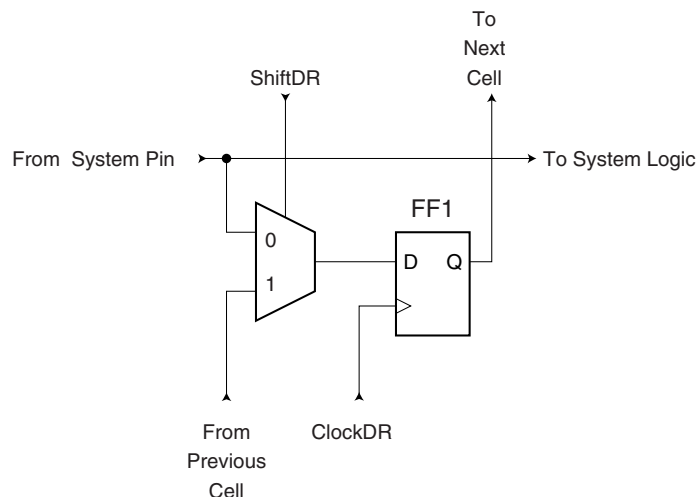 To
Next
Cell
ShiftDR
From System Pin
To System Logic
FF1
0
D Q
1
From
Previous
Cell
ClockDR